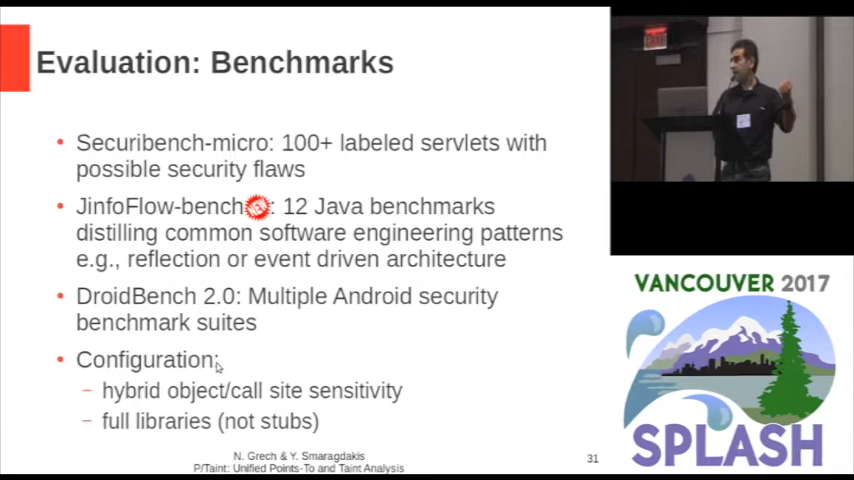 Evaluation: Benchmarks
• Securibench-micro: 100+ labeled servlets with
possible security flaws
• JinfoFlow-bench : 12 Java benchmarks
distilling common software engineering patterns
e.g., reflection or event driven architecture
• DroidBench 2.0: Multiple Android security
benchmark suites
• Configuration:
– hybrid object/call site sensitivity
– full libraries (not stubs)
N. Grech & Y. Smaragdakis
P/Taint: Unified Points-To and Taint Analysis
31
EXIT
VANCOUVER 2017
SPLASH